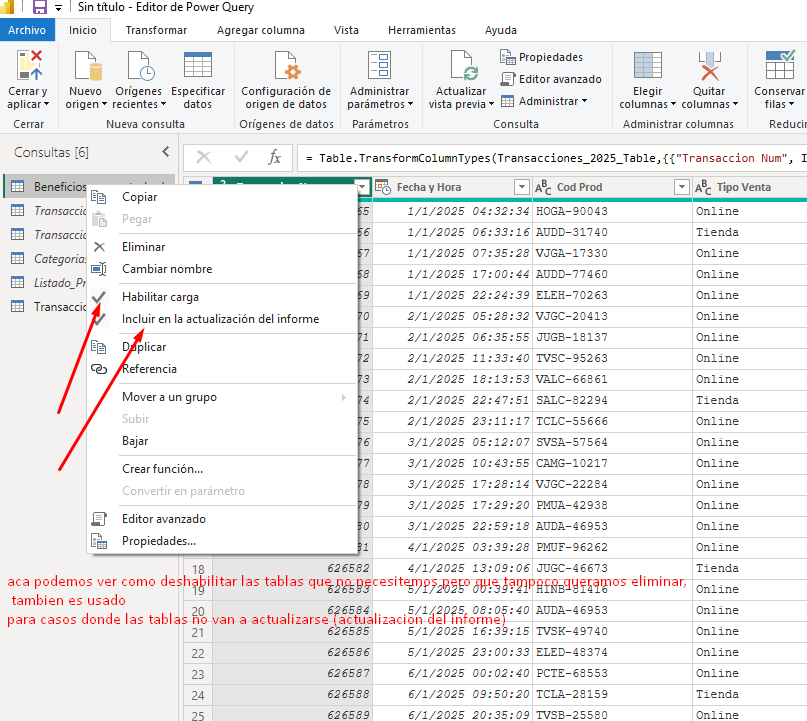 Sin título - Editor de Power Query
Archivo Inicio Transformar Agregar columna Vista Herramientas Ayuda
Cerrar y aplicar
Nuevo origen
Orígenes recientes
Especificar datos
Configuración de origen de datos
Administrar parámetros
Actualizar vista previa
Propiedades
Editor avanzado
Administrar
Elegir columnas
Quitar columnas
Conservar filas
Cerrar
Nueva consulta
Orígenes de datos
Parámetros
Consulta
Administrar columnas
Consultas [6]
fx
= Table.TransformColumnTypes(Transacciones_2025_Table,{{"Transaccion Num", I
Beneficios
Transacci
Transacci
Categoria
Listado_Pr
Transacci
Copiar
Pegar
Eliminar
Cambiar nombre
Habilitar carga
Incluir en la actualización del informe
Duplicar
Referencia
Mover a un grupo
Subir
Bajar
Crear función...
Convertir en parámetro
Editor avanzado
Propiedades...
Fecha y Hora ABC Cod Prod ABC Tipo Venta
65 1/1/2025 04:32:34 HOGA-90043 Online
66 1/1/2025 06:33:16 AUDD-31740 Tienda
67 1/1/2025 07:35:28 VJGA-17330 Online
68 1/1/2025 17:00:44 AUDD-77460 Online
69 1/1/2025 22:24:39 ELEH-70263 Online
70 2/1/2025 05:28:32 VJGC-20413 Online
71 2/1/2025 06:35:55 JUGB-18137 Online
72 2/1/2025 11:33:40 TVSC-95263 Online
73 2/1/2025 18:13:53 VALC-66861 Online
74 2/1/2025 22:47:51 SALC-82294 Tienda
75 2/1/2025 23:11:17 TCLC-55666 Online
76 3/1/2025 05:12:07 SVSA-57564 Online
77 3/1/2025 10:43:55 CAMG-10217 Online
78 3/1/2025 17:28:14 VJGC-22284 Online
79 3/1/2025 17:29:20 PMUA-42938 Online
80 3/1/2025 22:59:18 AUDA-46953 Online
81 4/1/2025 03:39:28 PMUF-96262 Online
18 626582 4/1/2025 13:09:06 JUGC-46673 Tienda
aca podemos ver como deshabilitar las tablas que no necesitemos pero que tampoco queramos eliminar,
19 626583 5/1/2025 00:39:41 HINB-81416 Online
tambien es usado
20 626584 5/1/2025 08:05:40 AUDA-46953 Online
para casos donde las tablas no van a actualizarse (actualizacion del informe)
21 626585 5/1/2025 16:39:15 TVSK-49740 Online
22 626586 5/1/2025 23:00:33 ELED-48374 Online
23 626587 6/1/2025 00:02:40 PCTE-68553 Online
24 626588 6/1/2025 09:50:20 TCLA-28159 Tienda
25 626589 6/1/2025 20:35:09 TVSB-25580 Online